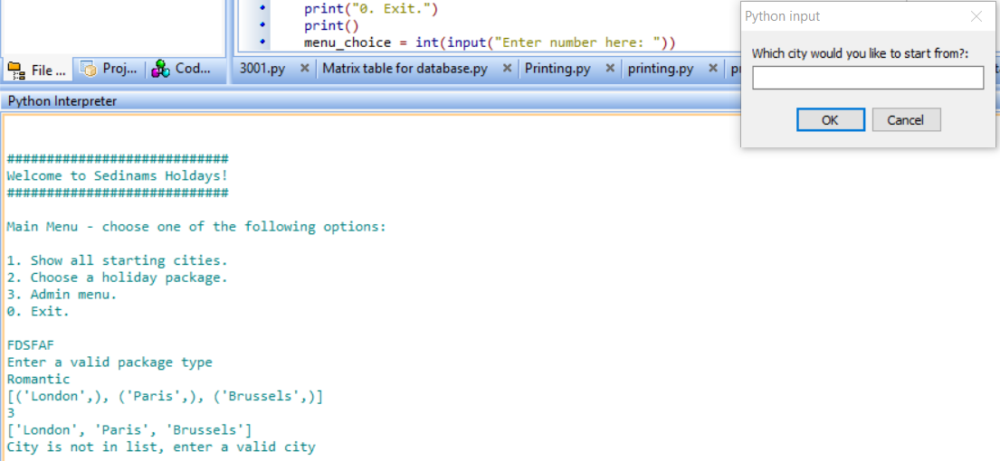 print("0. Exit.")
print()
menu_choice = int(input("Enter number here: "))
File ... Proj... Cod...
3001.py Matrix table for database.py Printing.py printing.py
Python Interpreter
Python input
Which city would you like to start from?:
OK Cancel
############################
Welcome to Sedinams Holdays!
############################
Main Menu - choose one of the following options:
1. Show all starting cities.
2. Choose a holiday package.
3. Admin menu.
0. Exit.
FDSFAF
Enter a valid package type
Romantic
[('London',), ('Paris',), ('Brussels',)]
3
['London', 'Paris', 'Brussels']
City is not in list, enter a valid city